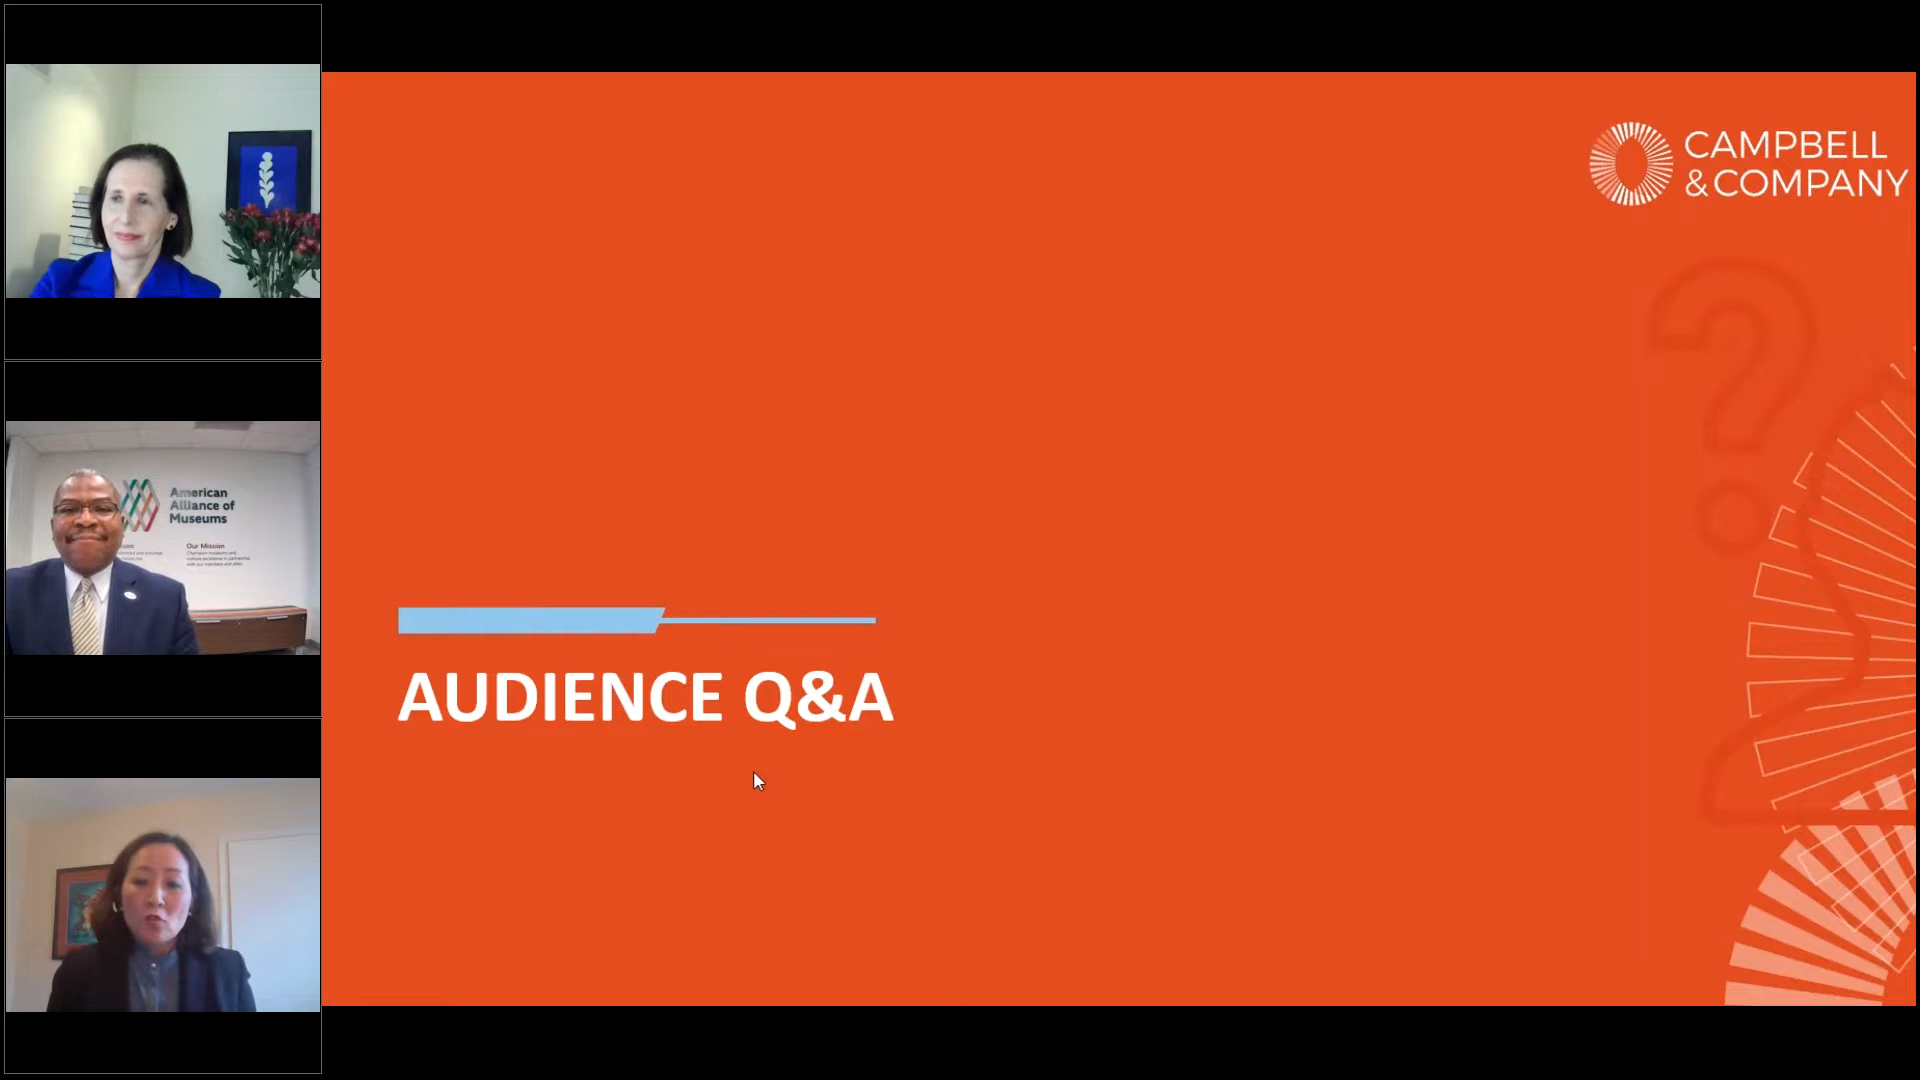 CAMPBELL
& COMPANY
American
Alliance of
Museums
Our Mission
AUDIENCE Q&A